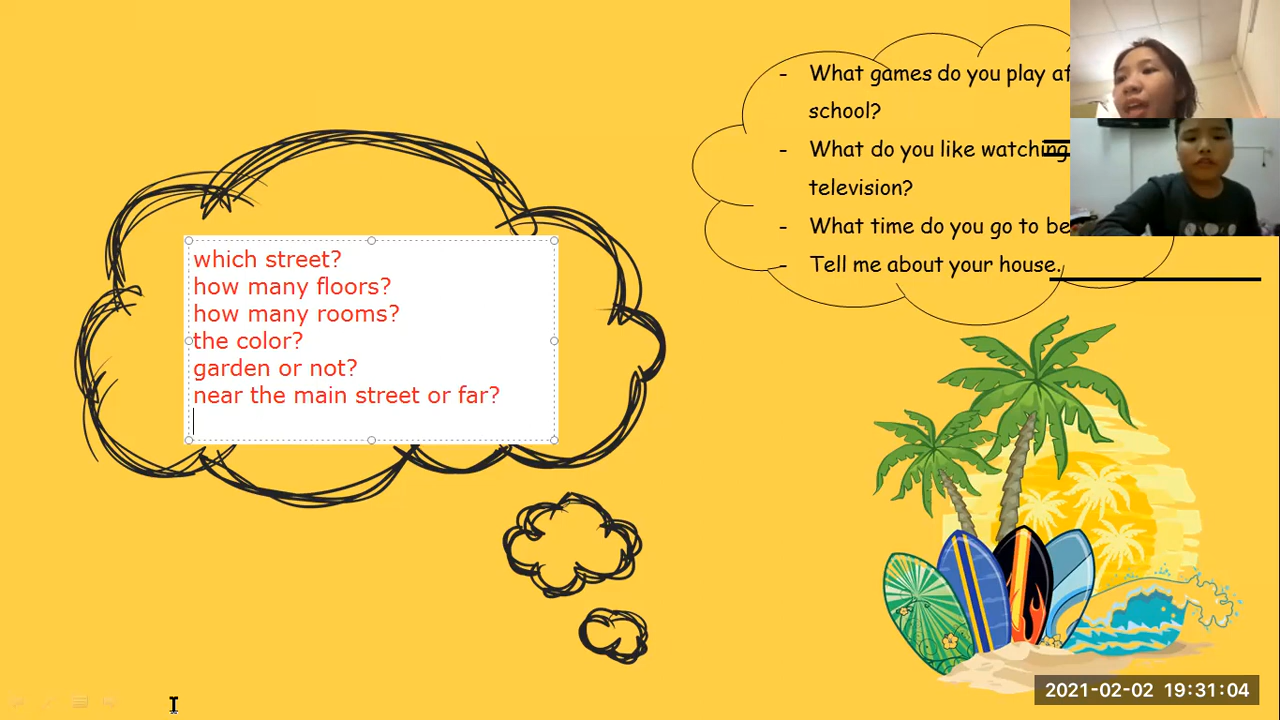 which street?
how many floors?
how many rooms?
the color?
garden or not?
near the main street or far?
- What games do you play
school?
- What do you like watching
television?
- What time do you go to
- Tell me about your house.
2021-02-02 19:31:04